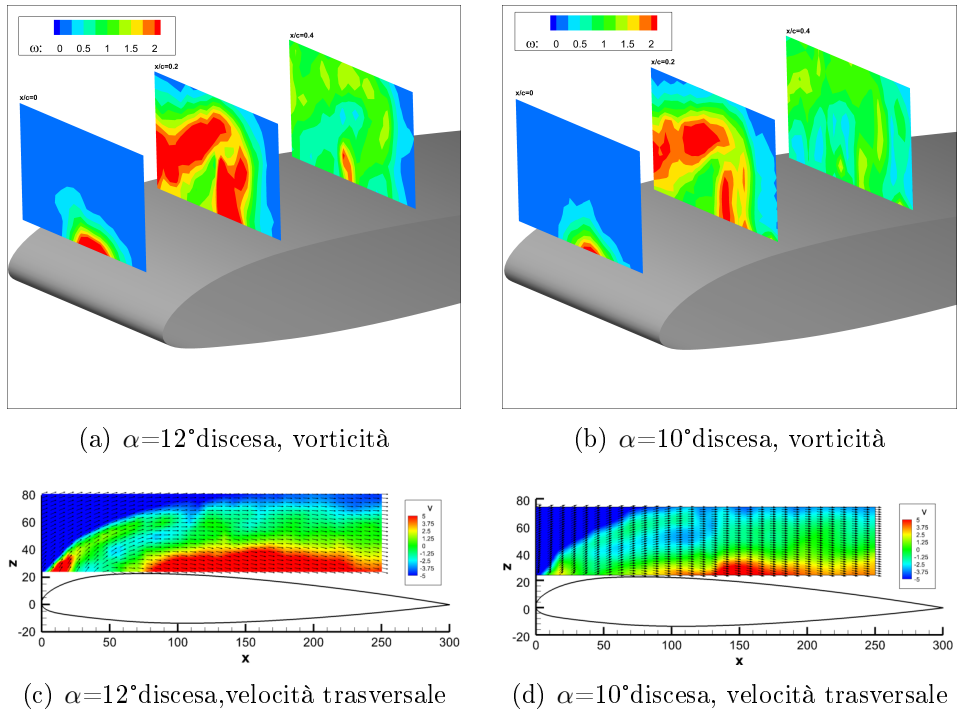 ω: 0 0.5 1 1.5 2
x/c=0
x/c=0.2
x/c=0.4
(a) α=12°discesa, vorticità
ω: 0 0.5 1 1.5 2
x/c=0
x/c=0.2
x/c=0.4
(b) α=10°discesa, vorticità
80
60
40
20
0
-20
z
0 50 100 150 200 250 300
x
v
5
3.75
2.5
1.25
0
-1.25
-2.5
-3.75
-5
(c) α=12°discesa,velocità trasversale
80
60
40
20
0
-20
z
0 50 100 150 200 250 300
x
v
5
3.75
2.5
1.25
0
-1.25
-2.5
-3.75
-5
(d) α=10°discesa, velocità trasversale